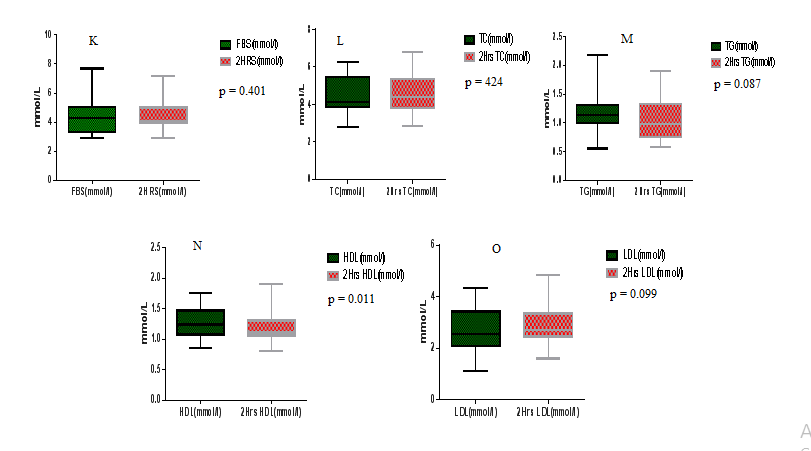 K
FBS(mmol/l)
2HRS(mmol/l)
p = 0.401
mmol/L
10
8
6
4
2
0
FBS(mmol/l)
2HRS(mmol/l)
L
TC(mmol/l)
2Hrs TC(mmol/l)
p = 424
mmol/L
8
6
4
2
0
TC(mmol/l)
2Hrs TC(mmol/l)
M
TG(mmol/l)
2Hrs TG(mmol/l)
p = 0.087
mmol/L
2.5
2.0
1.5
1.0
0.5
0.0
TG(mmol/l)
2Hrs TG(mmol/l)
N
HDL(mmol/l)
2Hrs HDL(mmol/l)
p = 0.011
mmol/L
2.5
2.0
1.5
1.0
0.5
0.0
HDL(mmol/l)
2Hrs HDL(mmol/l)
O
LDL(mmol/l)
2Hrs LDL(mmol/l)
p = 0.099
mmol/L
6
4
2
0
LDL(mmol/l)
2Hrs LDL(mmol/l)